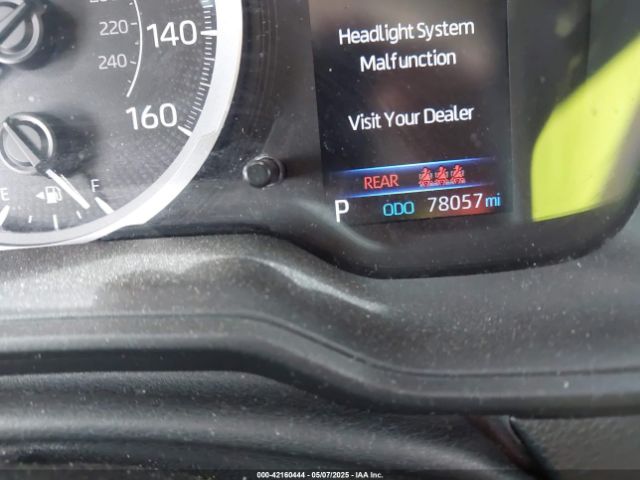 220
240
140
160
E
F
Headlight System
Malfunction
Visit Your Dealer
REAR
P ODO 78057 mi
000-42160444 - 05/07/2025 - IAA Inc.